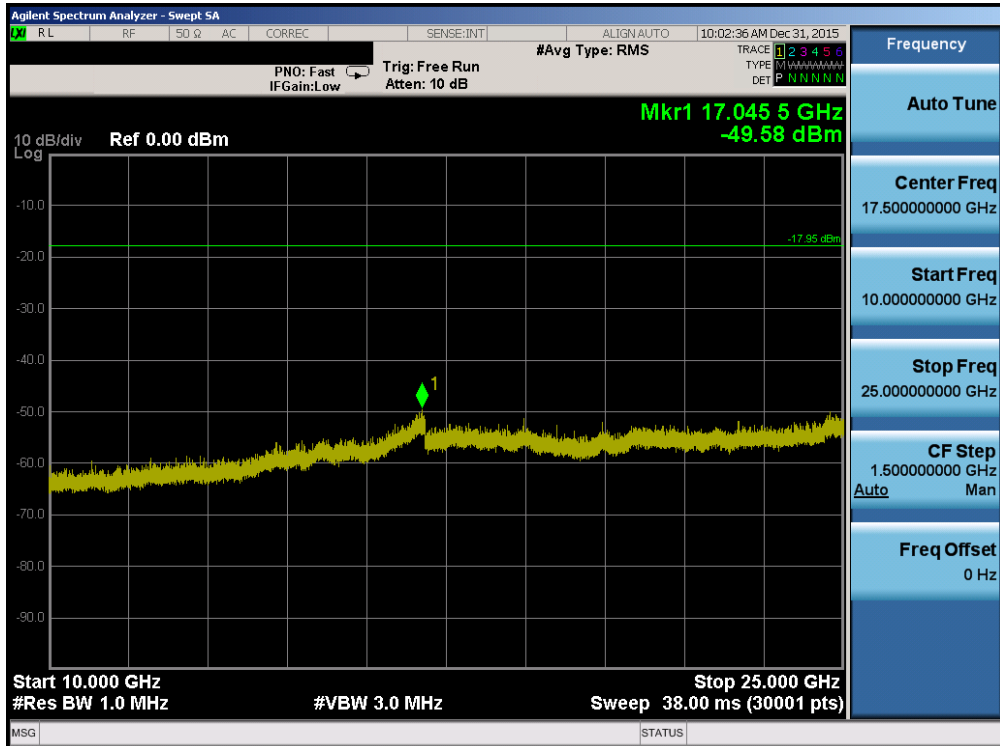 Agilent Spectrum Analyzer - Swept SA
LXI RL RF 50 Ω AC CORREC SENSE:INT ALIGN AUTO 10:02:36 AM Dec 31, 2015
#Avg Type: RMS TRACE 1 2 3 4 5 6
PNO: Fast Trig: Free Run TYPE M WWWWW
IFGain:Low Atten: 10 dB DET P N N N N N
Mkr1 17.045 5 GHz
10 dB/div Ref 0.00 dBm -49.58 dBm
Log
-10.0
-17.95 dBm
-20.0
-30.0
-40.0
1
-50.0
-60.0
-70.0
-80.0
-90.0
Start 10.000 GHz Stop 25.000 GHz
#Res BW 1.0 MHz #VBW 3.0 MHz Sweep 38.00 ms (30001 pts)
MSG STATUS
Frequency
Auto Tune
Center Freq
17.500000000 GHz
Start Freq
10.000000000 GHz
Stop Freq
25.000000000 GHz
CF Step
1.500000000 GHz
Auto Man
Freq Offset
0 Hz